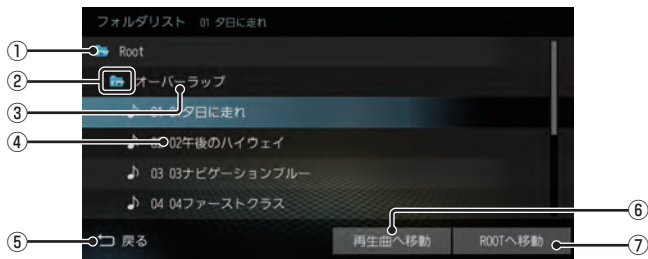 フォルダリスト 01 夕日に走れ
① Root
② オーバーラップ
③ 01 01夕日に走れ
④ 02 02午後のハイウェイ
03 03ナビゲーションブルー
04 04ファーストクラス
⑥
⑤ 戻る 再生曲へ移動 ROOTへ移動 ⑦